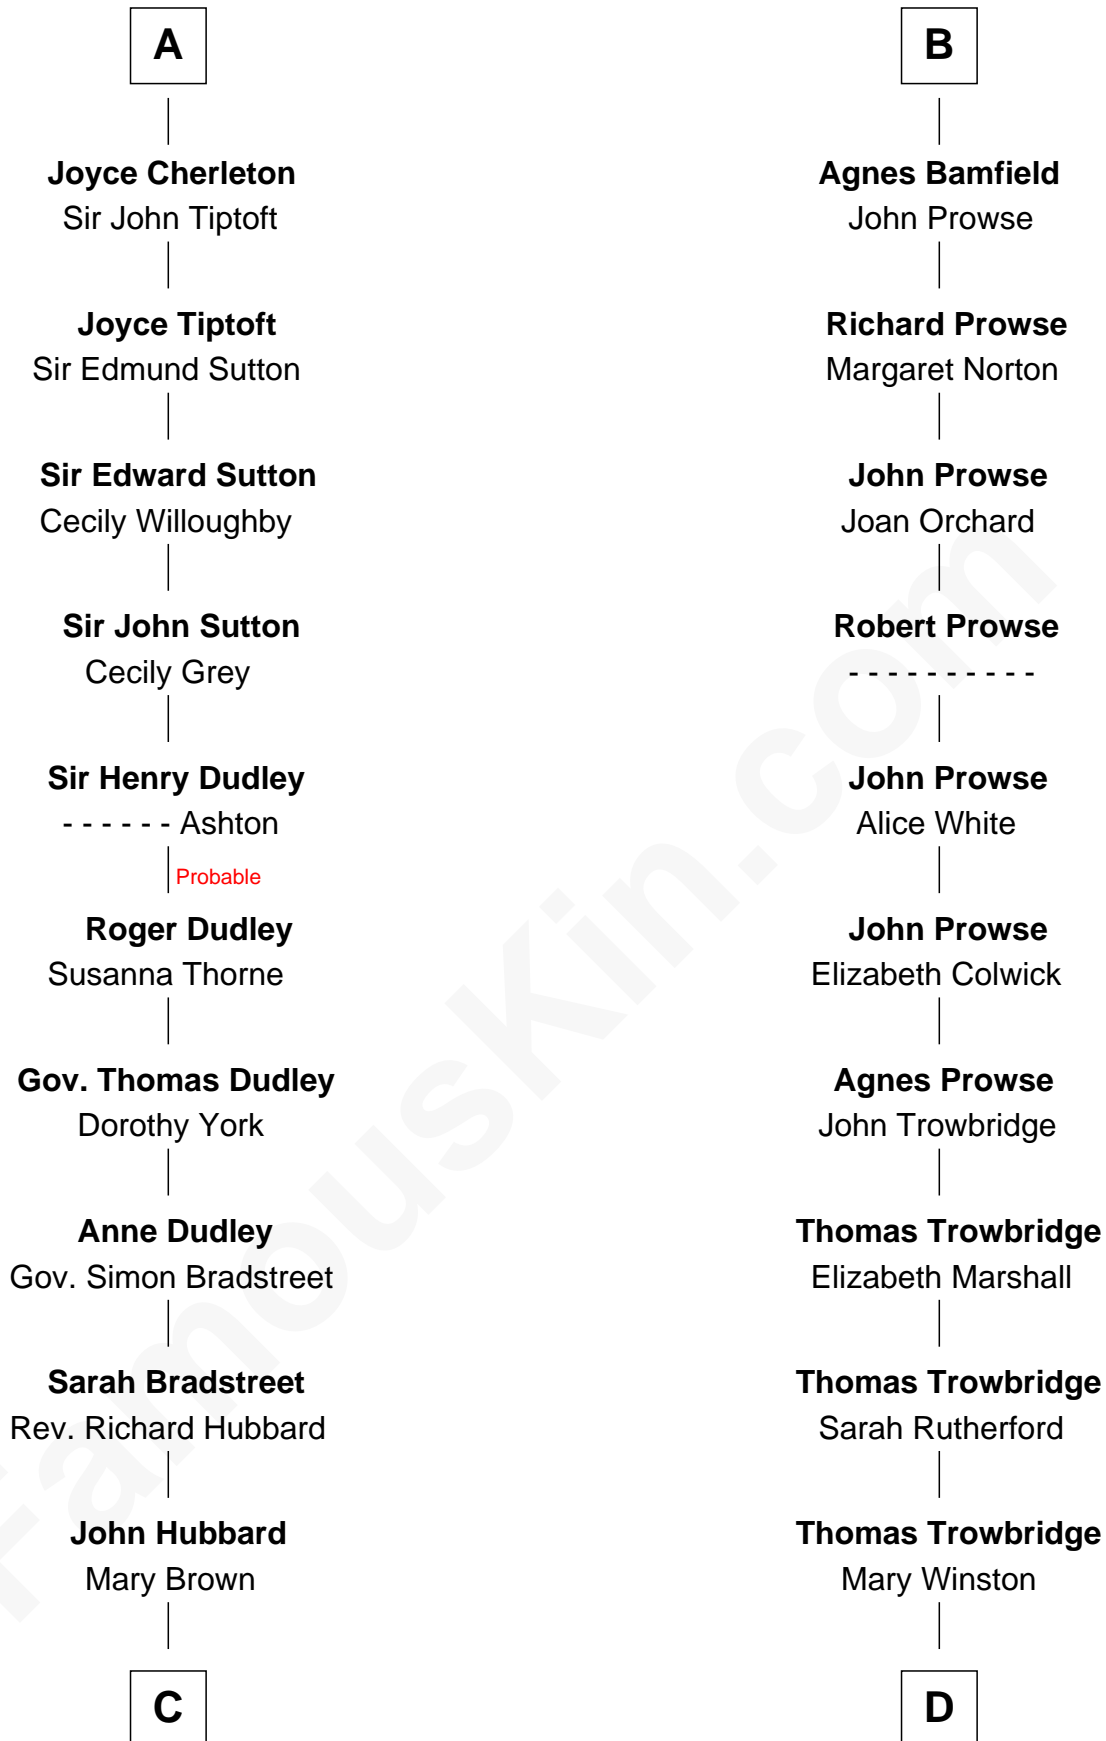 A
Joyce Cherleton
Sir John Tiptoft
Joyce Tiptoft
Sir Edmund Sutton
Sir Edward Sutton
Cecily Willoughby
Sir John Sutton
Cecily Grey
Sir Henry Dudley
- - - - - - Ashton
Probable
Roger Dudley
Susanna Thorne
Gov. Thomas Dudley
Dorothy York
Anne Dudley
Gov. Simon Bradstreet
Sarah Bradstreet
Rev. Richard Hubbard
John Hubbard
Mary Brown
C
B
Agnes Bamfield
John Prowse
Richard Prowse
Margaret Norton
John Prowse
Joan Orchard
Robert Prowse
- - - - - - - - - -
John Prowse
Alice White
John Prowse
Elizabeth Colwick
Agnes Prowse
John Trowbridge
Thomas Trowbridge
Elizabeth Marshall
Thomas Trowbridge
Sarah Rutherford
Thomas Trowbridge
Mary Winston
D
FamousKin.com